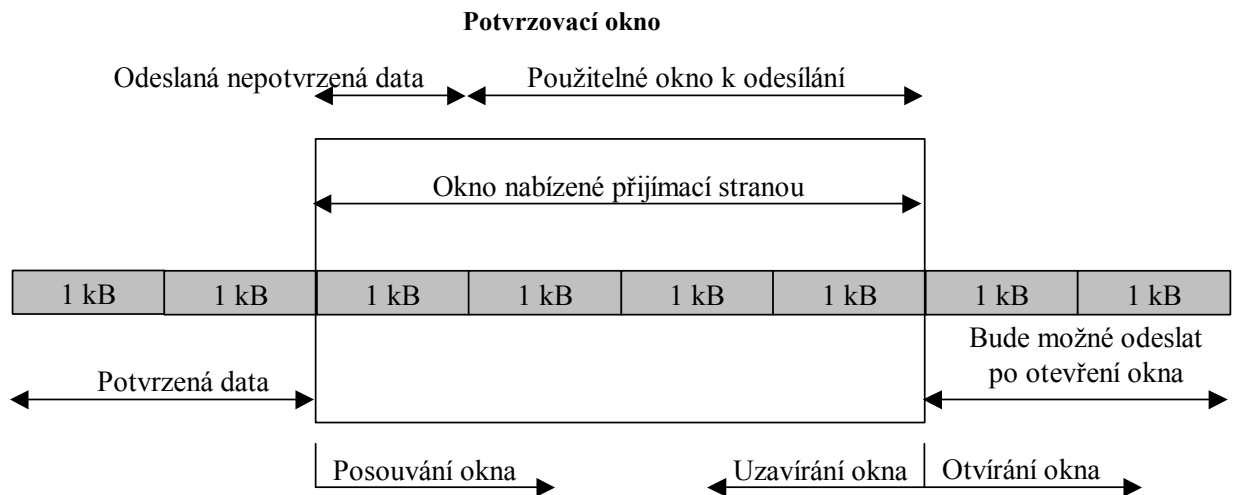 Potvrzovací okno
Odeslaná nepotvrzená data
Použitelné okno k odesílání
Okno nabízené přijímací stranou
1 kB 1 kB 1 kB 1 kB 1 kB 1 kB 1 kB 1 kB
Potvrzená data
Bude možné odeslat
po otevření okna
Posouvání okna
Uzavírání okna
Otvírání okna